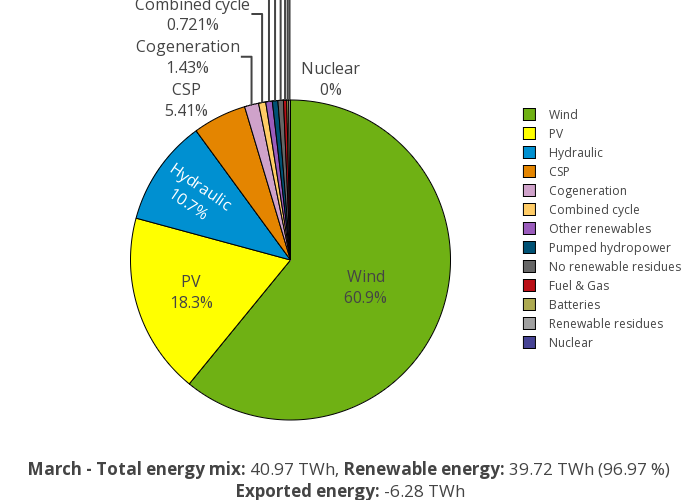 Combined cycle
0.721%
Cogeneration
1.43%
CSP
5.41%
Nuclear
0%
Hydraulic
10.7%
PV
18.3%
Wind
60.9%
Wind
PV
Hydraulic
CSP
Cogeneration
Combined cycle
Other renewables
Pumped hydropower
No renewable residues
Fuel & Gas
Batteries
Renewable residues
Nuclear
March - Total energy mix: 40.97 TWh, Renewable energy: 39.72 TWh (96.97 %)
Exported energy: -6.28 TWh